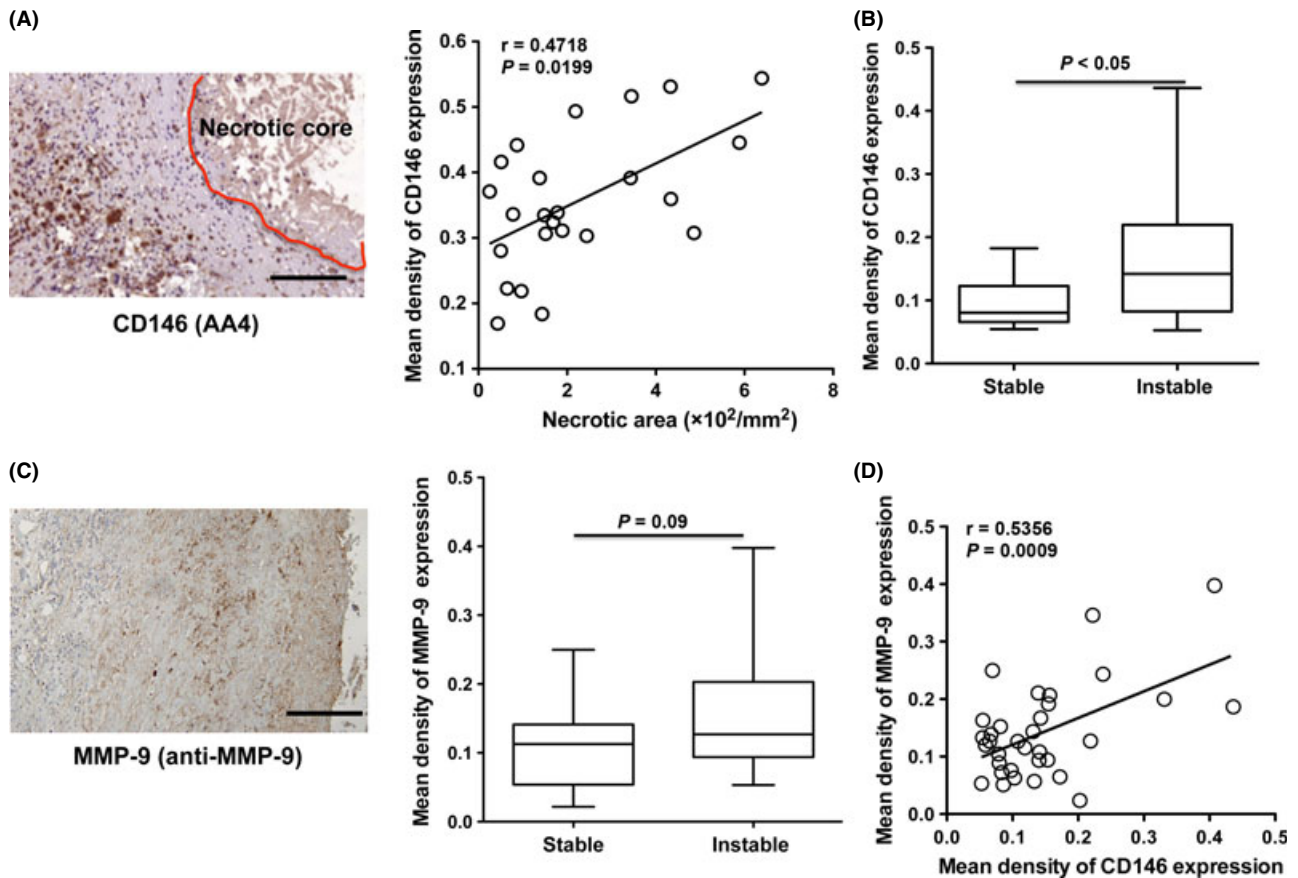 (A)
Necrotic core
CD146 (AA4)
Mean density of CD146 expression
0.6
0.5
0.4
0.3
0.2
0.1
r = 0.4718
P = 0.0199
0
2
4
6
8
Necrotic area (×10²/mm²)
(B)
Mean density of CD146 expression
0.5
0.4
0.3
0.2
0.1
0.0
P < 0.05
Stable
Instable
(C)
MMP-9 (anti-MMP-9)
Mean density of MMP-9 expression
0.5
0.4
0.3
0.2
0.1
0.0
P = 0.09
Stable
Instable
(D)
Mean density of MMP-9 expression
0.5
0.4
0.3
0.2
0.1
0.0
r = 0.5356
P = 0.0009
0.0
0.1
0.2
0.3
0.4
0.5
Mean density of CD146 expression